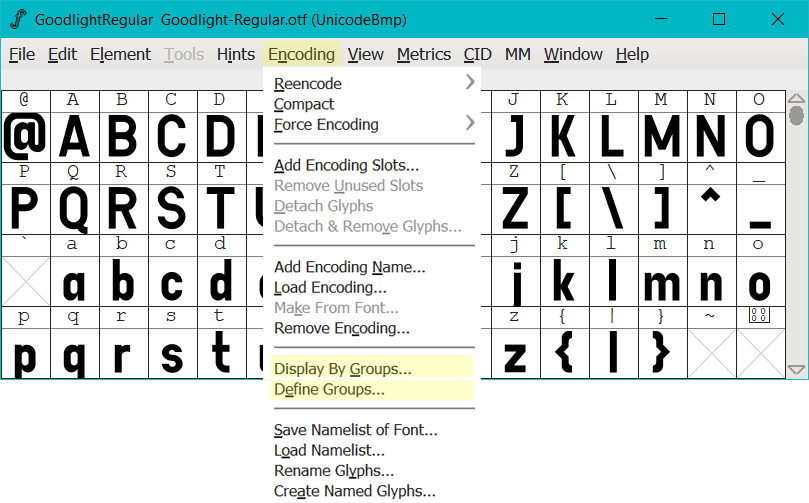 GoodlightRegular Goodlight-Regular.otf (UnicodeBmp)
File Edit Element Tools Hints Encoding View Metrics CID MM Window Help
Reencode
Compact
Force Encoding
Add Encoding Slots...
Remove Unused Slots
Detach Glyphs
Detach & Remove Glyphs...
Add Encoding Name...
Load Encoding...
Make From Font...
Remove Encoding...
Display By Groups...
Define Groups...
Save Namelist of Font...
Load Namelist...
Rename Glyphs...
Create Named Glyphs...
@ A B C D J K L M N O
@ A B C D J K L M N O
P Q R S T Z [ \ ] ^ _
P Q R S T Z [ \ ] ^ _
` a b c d j k l m n o
a b c d j k l m n o
p q r s t z { | } ~
p q r s t z { | }